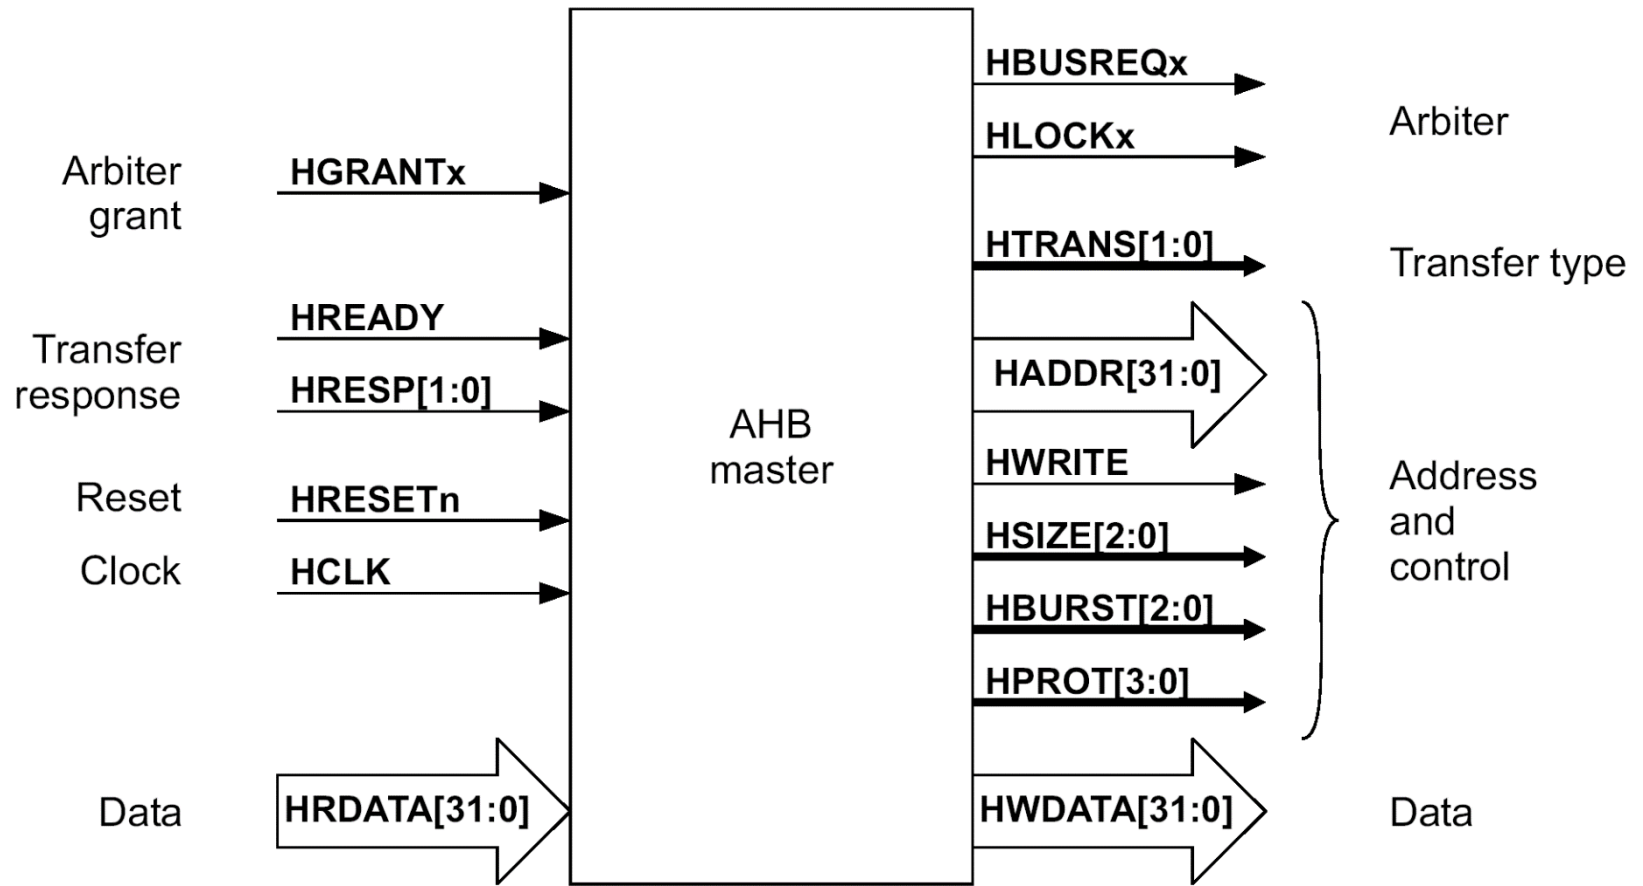 HBUSREQx
Arbiter
HLOCKx
Arbiter
grant
HGRANTx
HTRANS[1:0]
Transfer type
Transfer
response
HREADY
HRESP[1:0]
HADDR[31:0]
AHB
master
HWRITE
Address
and
control
Reset
HRESETn
HSIZE[2:0]
Clock
HCLK
HBURST[2:0]
HPROT[3:0]
Data
HRDATA[31:0]
HWDATA[31:0]
Data